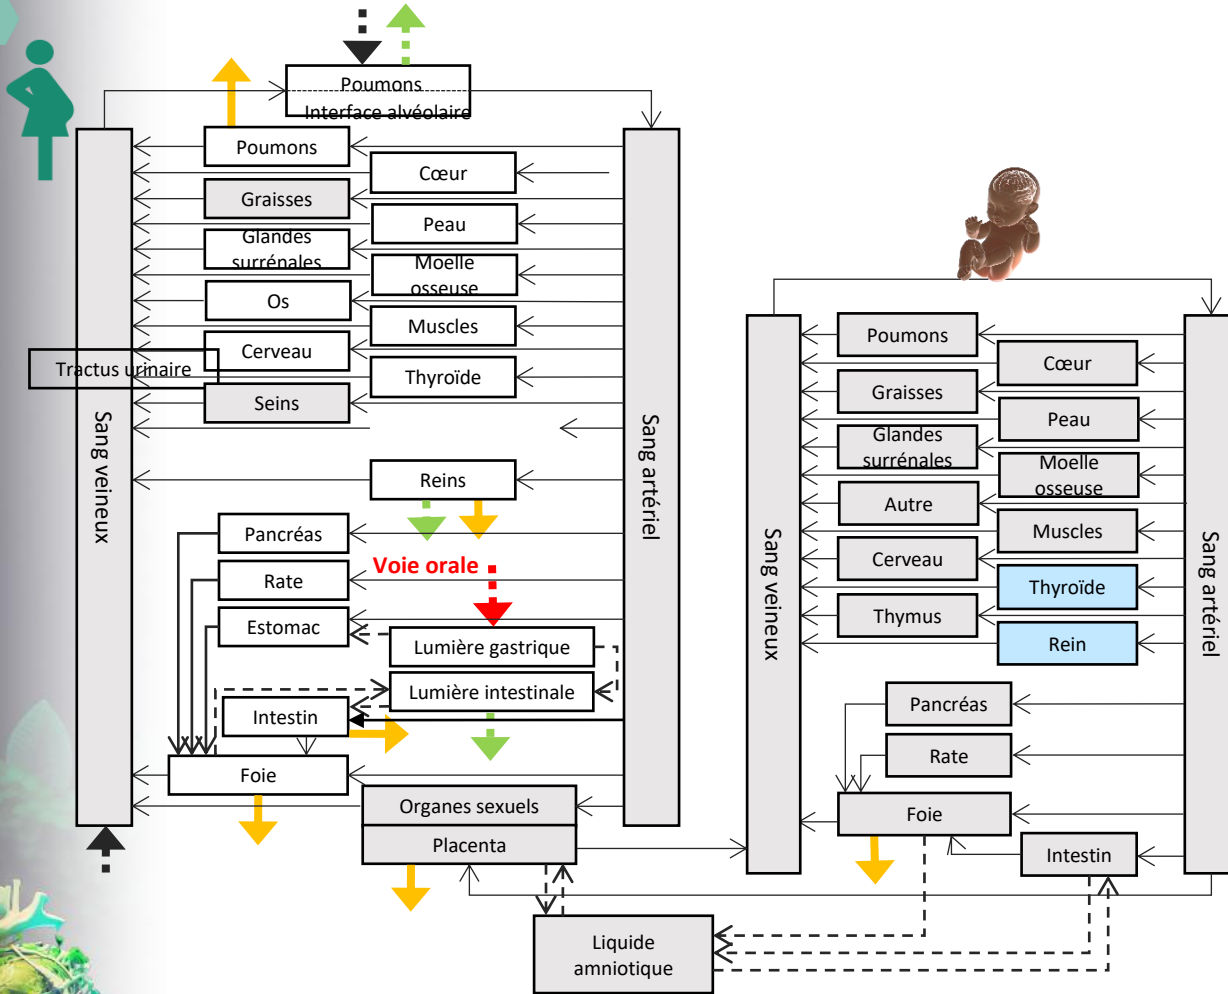 Poumons
Interface alvéolaire
Poumons
Cœur
Graisses
Peau
Glandes
surrénales
Moelle
osseuse
Os
Muscles
Cerveau
Tractus urinaire
Thyroïde
Seins
Sang veineux
Sang artériel
Reins
Pancréas
Voie orale
Rate
Estomac
Lumière gastrique
Lumière intestinale
Intestin
Foie
Organes sexuels
Placenta
Poumons
Cœur
Graisses
Peau
Glandes
surrénales
Moelle
osseuse
Autre
Muscles
Cerveau
Thyroïde
Thymus
Rein
Sang veineux
Sang artériel
Pancréas
Rate
Foie
Intestin
Liquide
amniotique